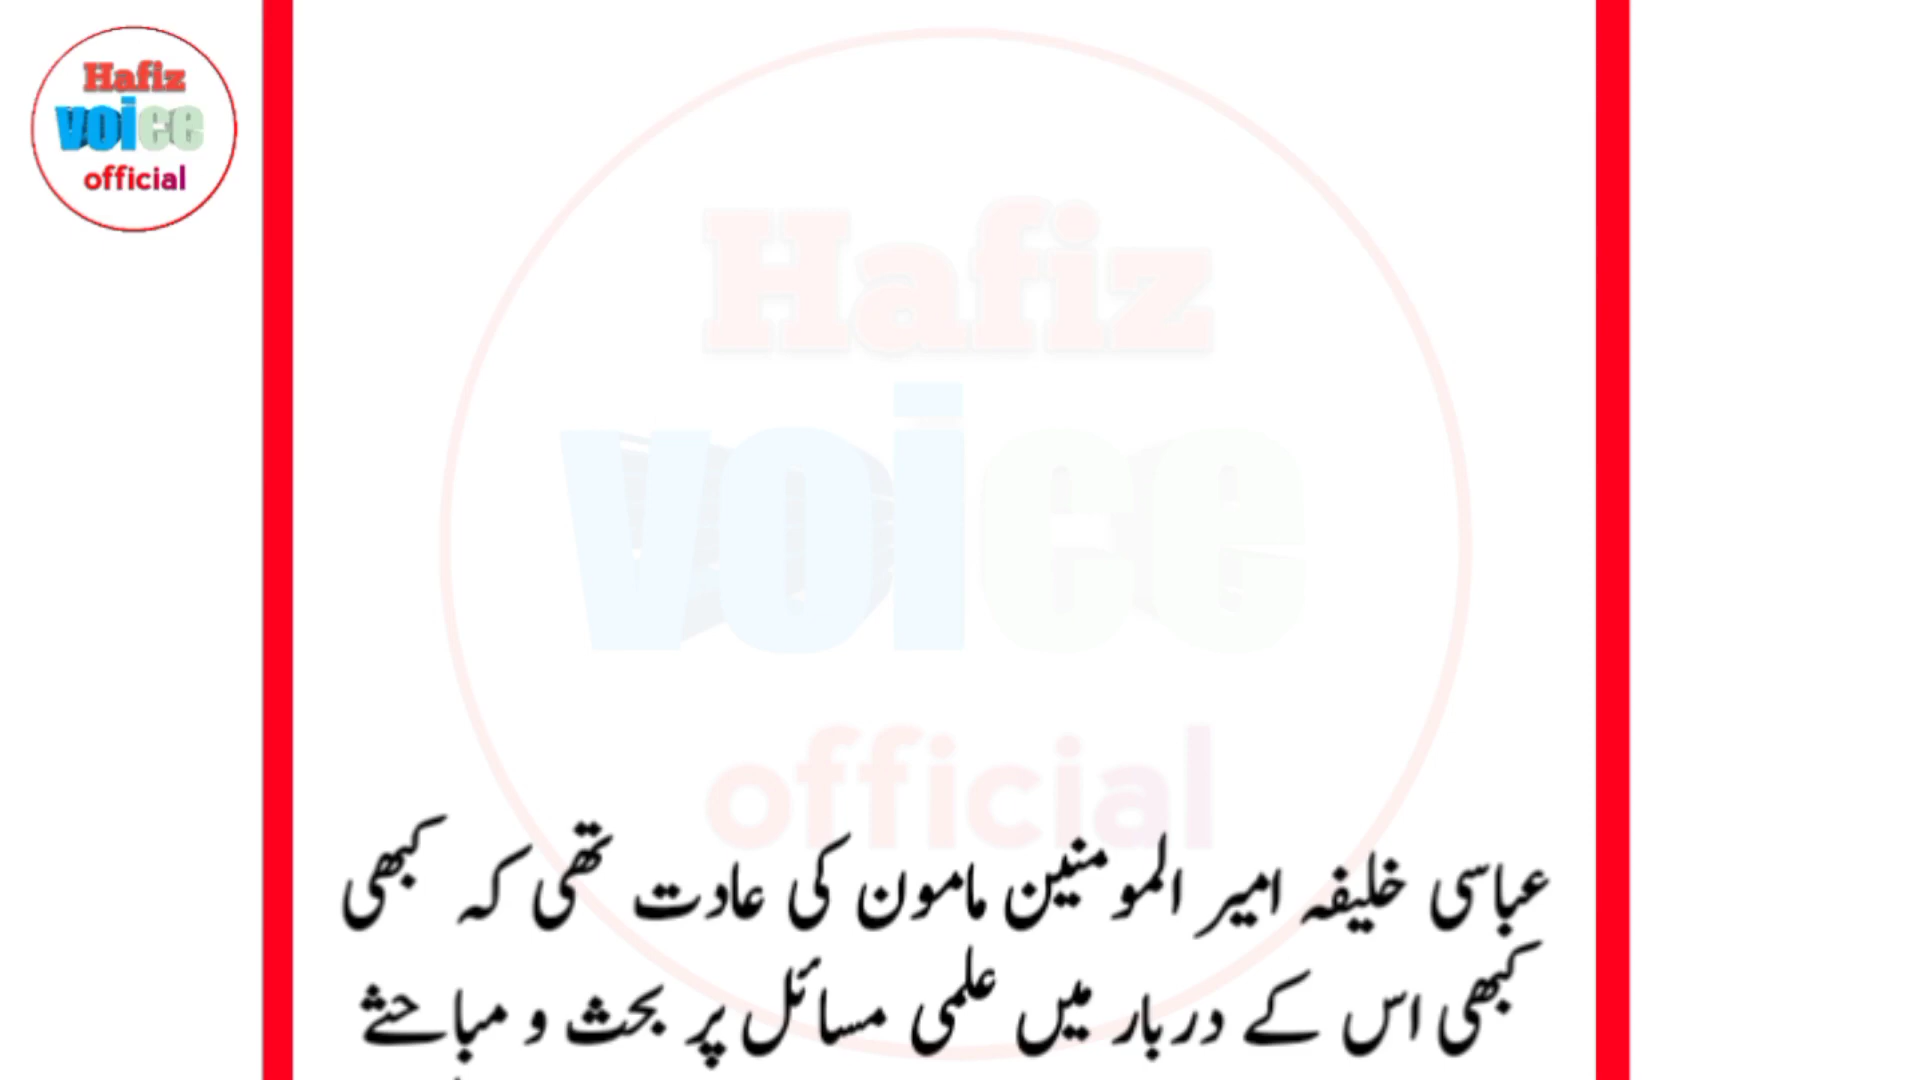 Hafiz
voice
official
Hafiz
voice
official
عباسی خلیفہ امیر المومنین مامون کی عادت تھی کہ کبھی
کبھی اس کے دربار میں علمی مسائل پر بحث و مباحثے